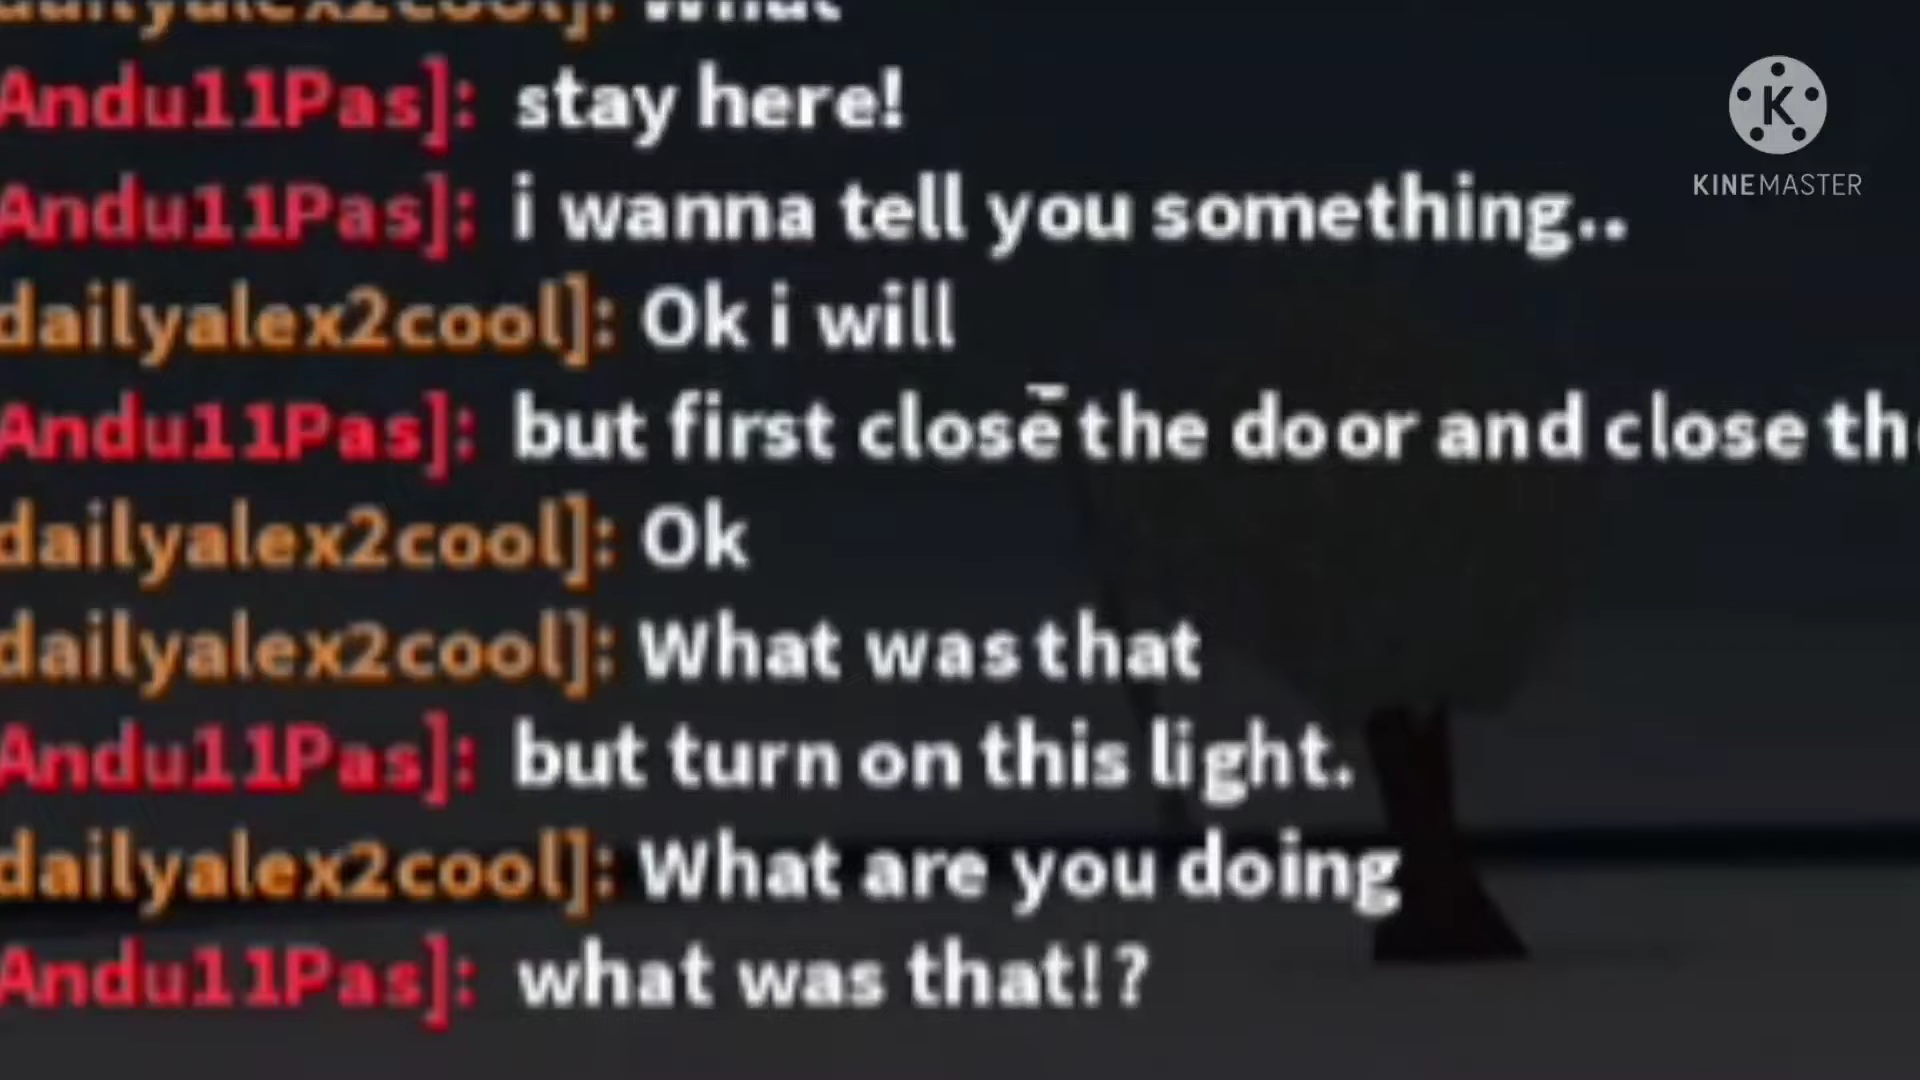 dailyalex2cool]: What
Andu11Pas]: stay here!
KINEMASTER
Andu11Pas]: i wanna tell you something..
dailyalex2cool]: Ok i will
Andu11Pas]: but first close the door and close
dailyalex2cool]: Ok
dailyalex2cool]: What was that
Andu11Pas]: but turn on this light.
dailyalex2cool]: What are you doing
Andu11Pas]: what was that!?